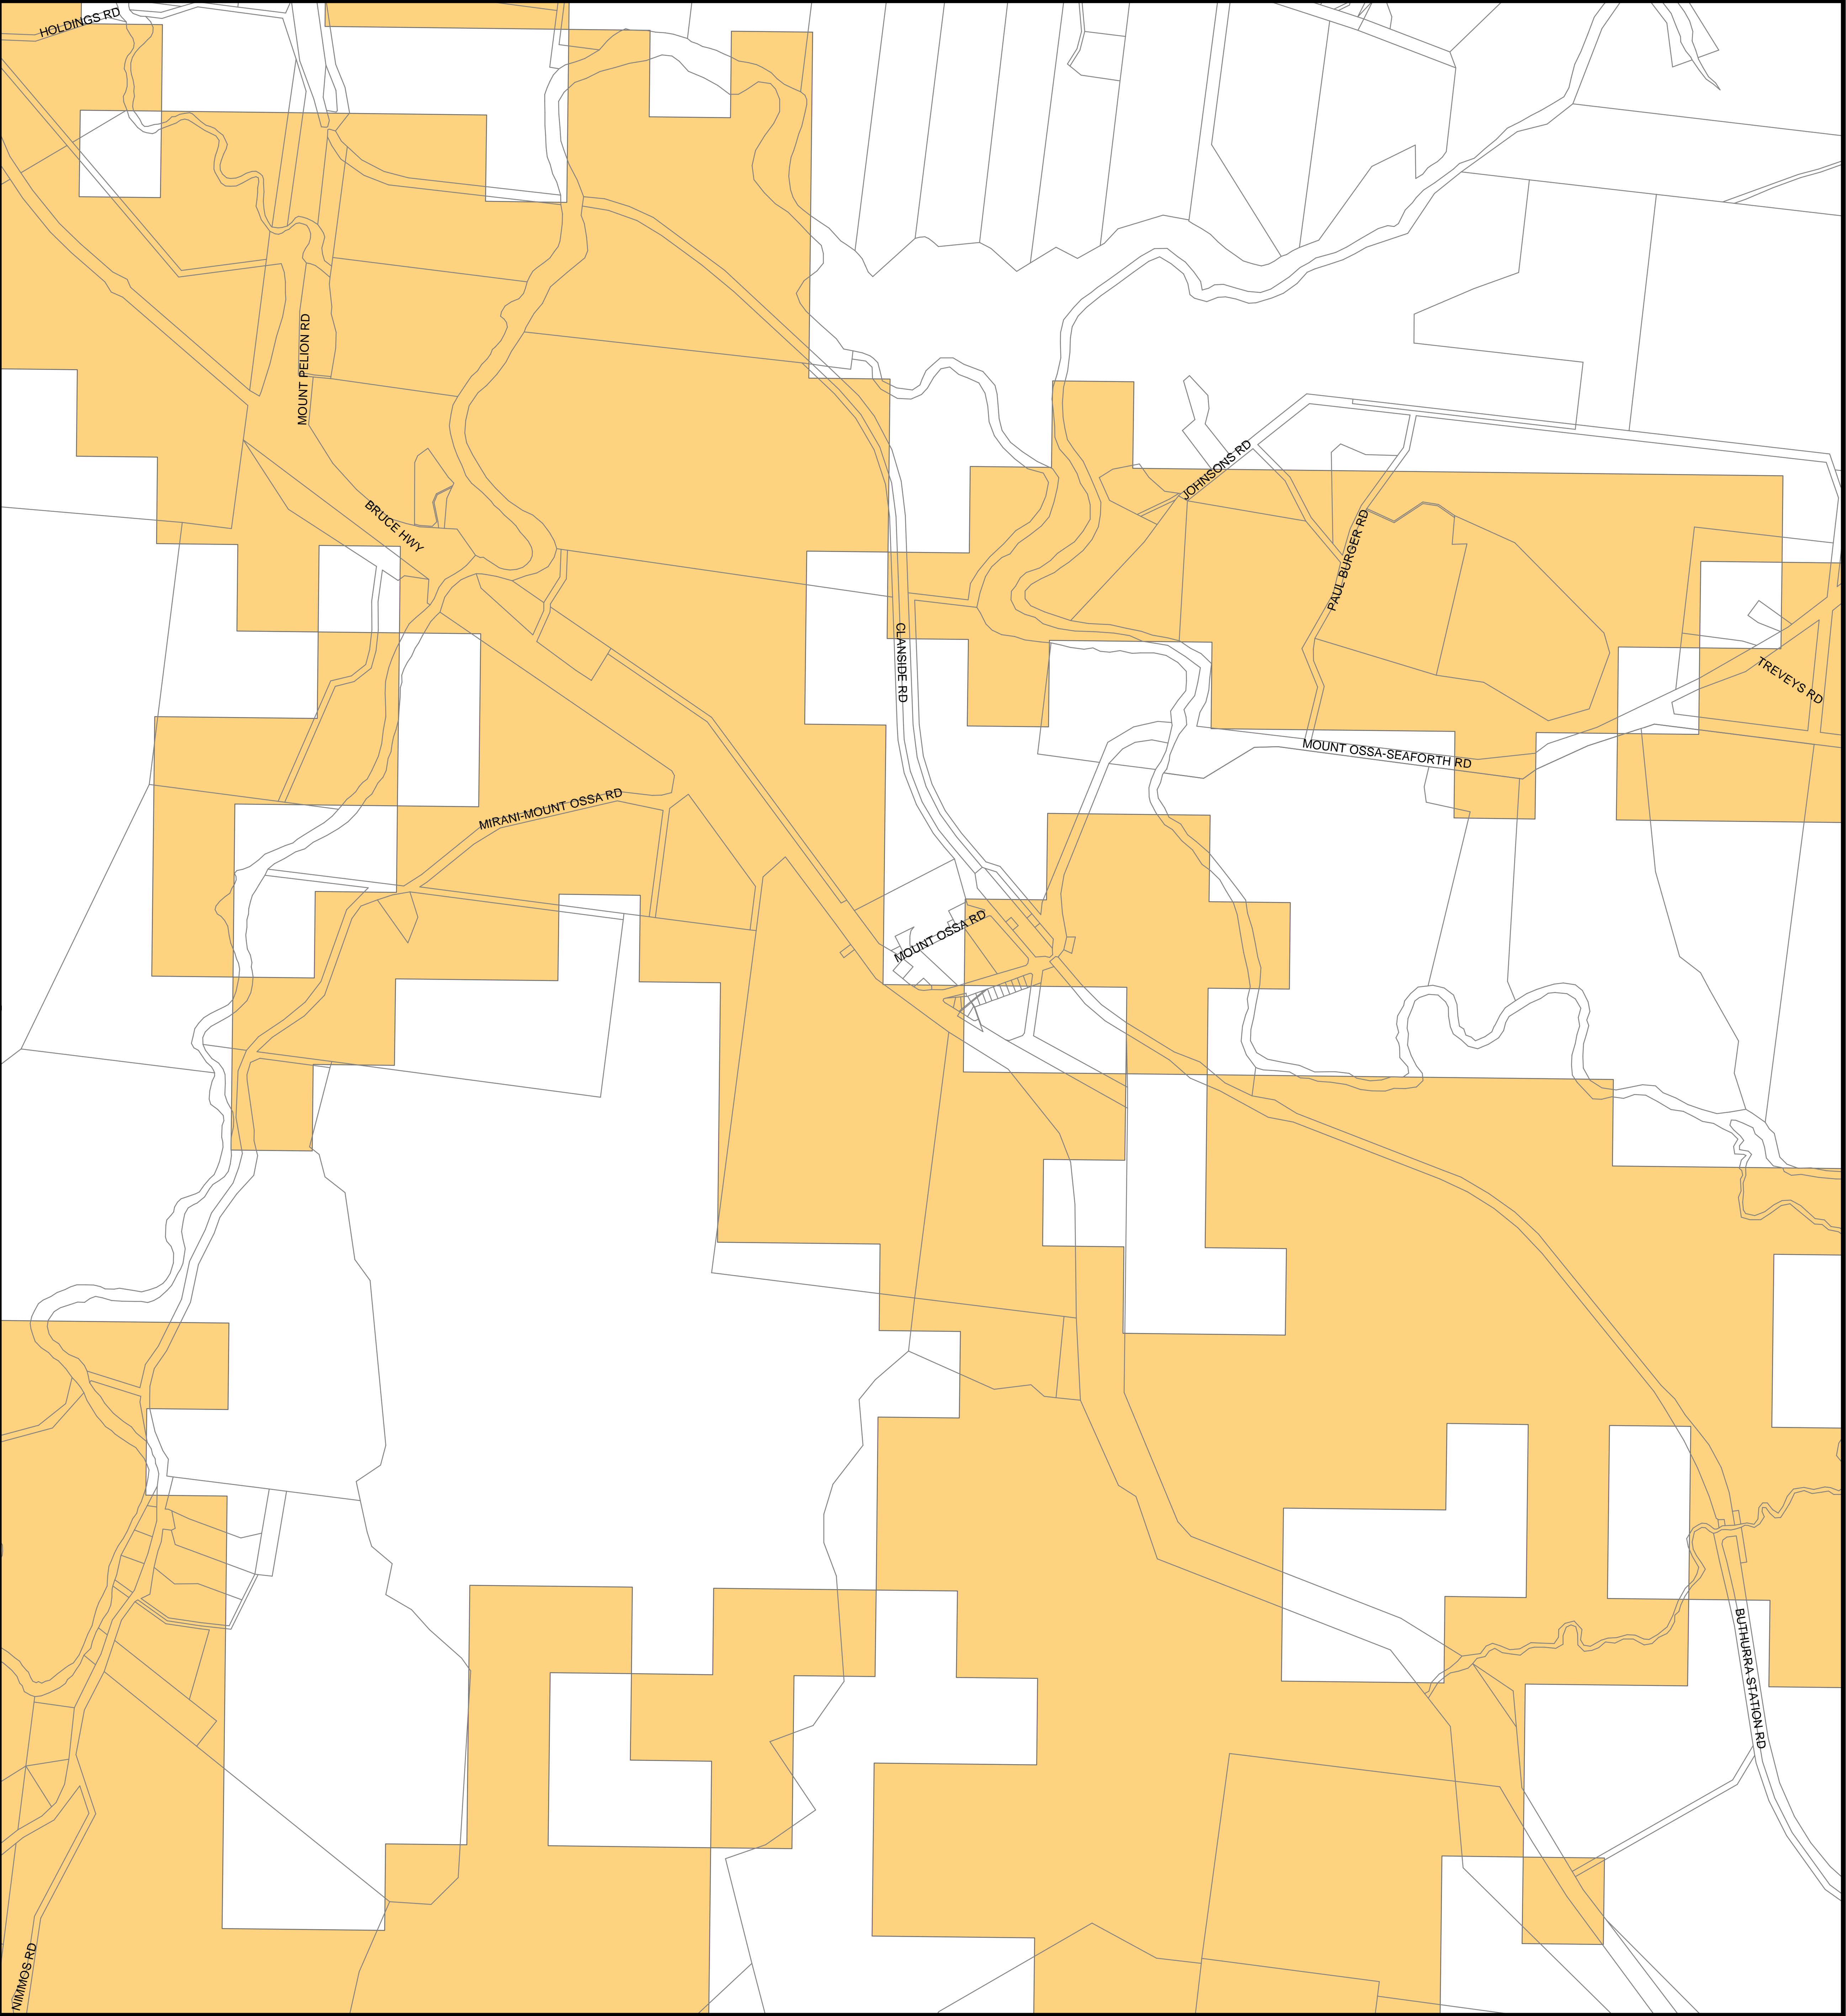 HOLDINGS RD
MOUNT PELION RD
BRUCE HWY
JOHNSONS RD
PAUL BURGER RD
CLANSIDE RD
TREVEYS RD
MOUNT OSSA-SEAFORTH RD
MIRANI-MOUNT OSSA RD
MOUNT OSSA RD
BUTHURRA STATION RD
NIMMOS RD